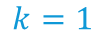 k = 1